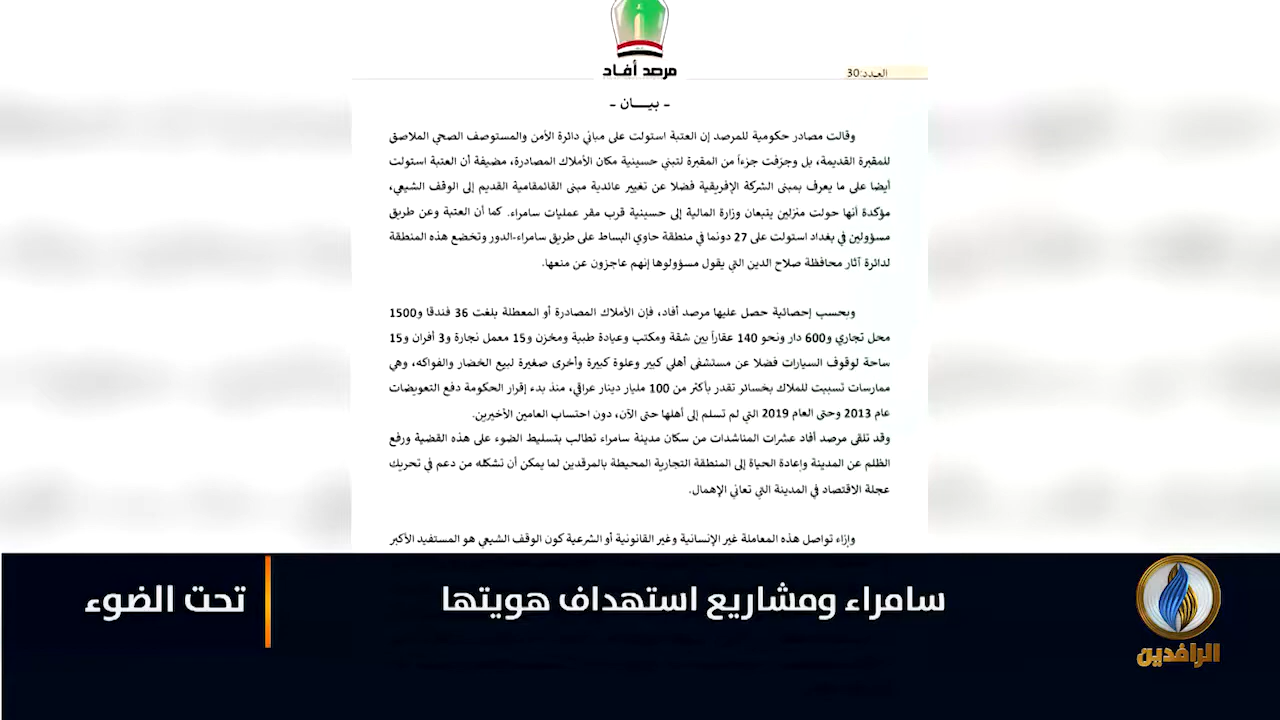 مرصد أفاد
العدد:30
- بيـــان -
وقالت مصادر حكومية للمرصد إن العتبة استولت على مباني دائرة الأمن والمستوصف الصحي الملاصق
للمقبرة القديمة، بل وجزفت جزءاً من المقبرة لتبني حسينية مكان الأملاك المصادرة، مضيفة أن العتبة استولت
أيضا على ما يعرف بمبنى الشركة الإفريقية فضلا عن تغيير عائدية مبنى القائمقامية القديم إلى الوقف الشيعي،
مؤكدة أنها حولت منزلين يتبعان وزارة المالية إلى حسينية قرب مقر عمليات سامراء. كما أن العتبة وعن طريق
مسؤولين في بغداد استولت على 27 دونما في منطقة حاوي البساط على طريق سامراء-الدور وتخضع هذه المنطقة
لدائرة آثار محافظة صلاح الدين التي يقول مسؤولوها إنهم عاجزون عن منعها.
وبحسب إحصائية حصل عليها مرصد أفاد، فإن الأملاك المصادرة أو المعطلة بلغت 36 فندقا و1500
محل تجاري و600 دار ونحو 140 عقاراً بين شقة ومكتب وعيادة طبية ومخزن و15 معمل نجارة و3 أفران و15
ساحة لوقوف السيارات فضلا عن مستشفى أهلي كبير وعلوة كبيرة وأخرى صغيرة لبيع الخضار والفواكه، وهي
ممارسات تسببت للملاك بخسائر تقدر بأكثر من 100 مليار دينار عراقي، منذ بدء إقرار الحكومة دفع التعويضات
عام 2013 وحتى العام 2019 التي لم تسلم إلى أهلها حتى الآن، دون احتساب العامين الأخيرين.
وقد تلقى مرصد أفاد عشرات المناشدات من سكان مدينة سامراء تطالب بتسليط الضوء على هذه القضية ورفع
الظلم عن المدينة وإعادة الحياة إلى المنطقة التجارية المحيطة بالمرقدين لما يمكن أن تشكله من دعم في تحريك
عجلة الاقتصاد في المدينة التي تعاني الإهمال.
وإزاء تواصل هذه المعاملة غير الإنسانية وغير القانونية أو الشرعية كون الوقف الشيعي هو المستفيد الأكبر
سامراء ومشاريع استهداف هويتها
تحت الضوء
الرافدين